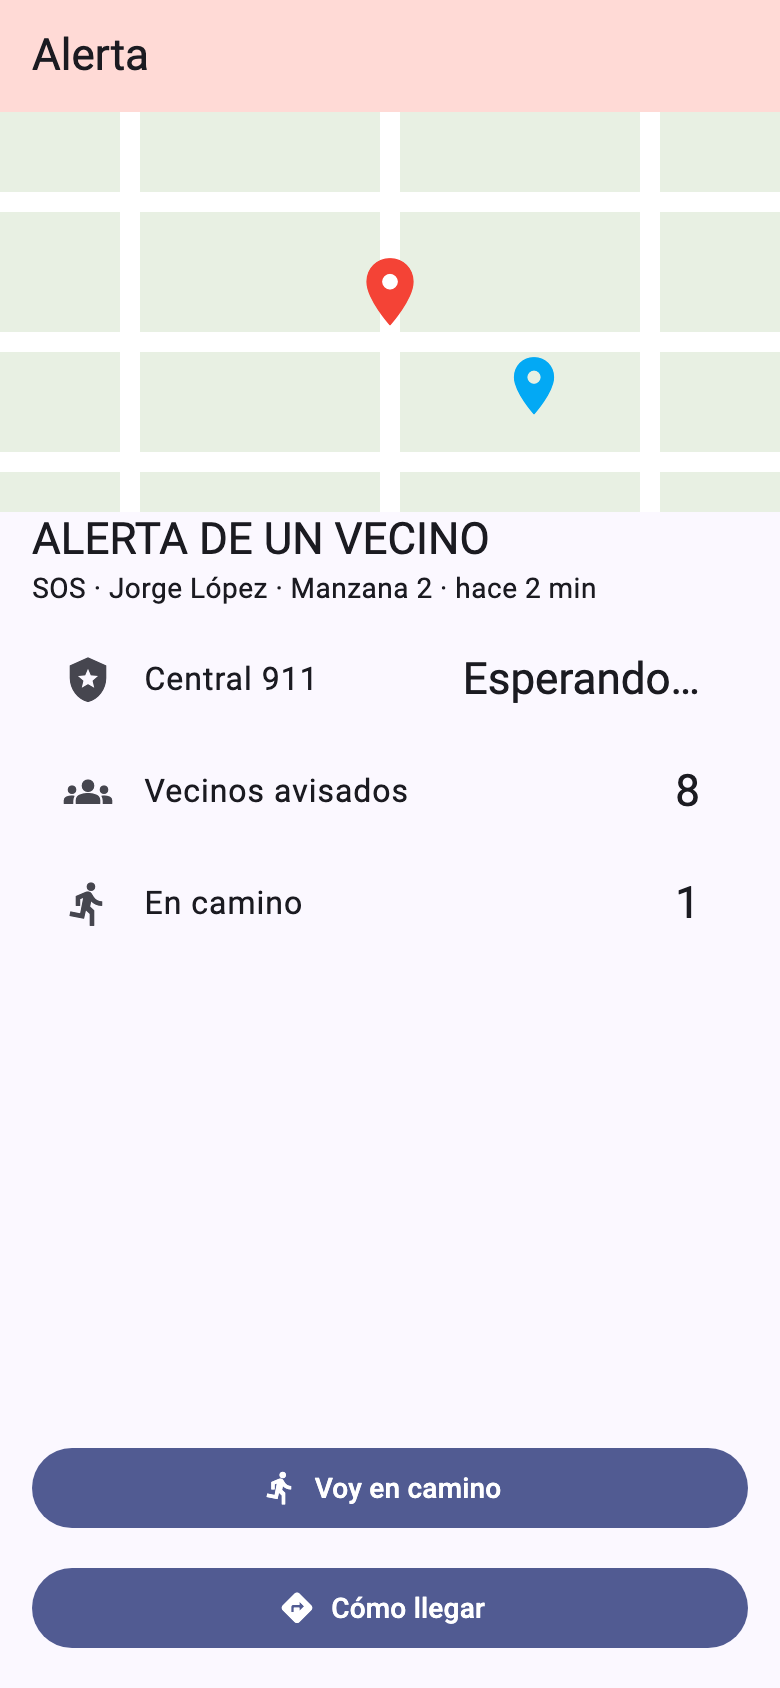 Alerta
ALERTA DE UN VECINO
SOS · Jorge López · Manzana 2 · hace 2 min
Central 911 Esperando...
Vecinos avisados 8
En camino 1
Voy en camino
Cómo llegar